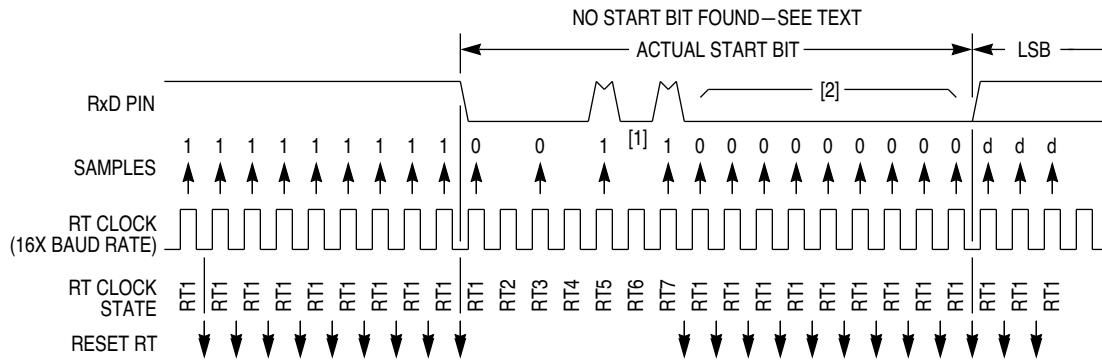 NO START BIT FOUND—SEE TEXT
ACTUAL START BIT LSB
RxD PIN [1] [2]
SAMPLES 1 1 1 1 1 1 1 1 1 0 0 1 1 0 0 0 0 0 0 0 0 0 d d d
RT CLOCK
(16X BAUD RATE)
RT CLOCK
STATE RT1 RT1 RT1 RT1 RT1 RT1 RT1 RT1 RT1 RT1 RT2 RT3 RT4 RT5 RT6 RT7 RT1 RT1 RT1 RT1 RT1 RT1 RT1 RT1 RT1 RT1 RT1 RT1
RESET RT